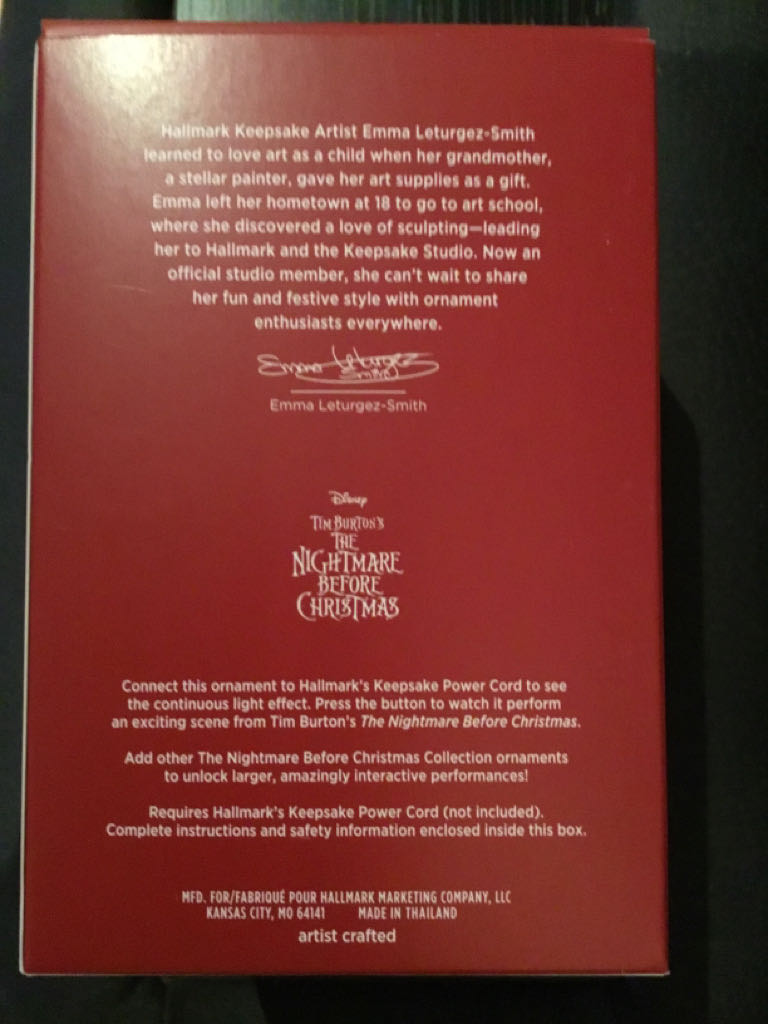 Hallmark Keepsake Artist Emma Leturgez-Smith
learned to love art as a child when her grandmother,
a stellar painter, gave her art supplies as a gift.
Emma left her hometown at 18 to go to art school,
where she discovered a love of sculpting—leading
her to Hallmark and the Keepsake Studio. Now an
official studio member, she can't wait to share
her fun and festive style with ornament
enthusiasts everywhere.
Emma Leturgez
Smith
Emma Leturgez-Smith
Disney
TIM BURTON'S
THE
NIGHTMARE
BEFORE
CHRISTMAS
Connect this ornament to Hallmark's Keepsake Power Cord to see
the continuous light effect. Press the button to watch it perform
an exciting scene from Tim Burton's The Nightmare Before Christmas.
Add other The Nightmare Before Christmas Collection ornaments
to unlock larger, amazingly interactive performances!
Requires Hallmark's Keepsake Power Cord (not included).
Complete instructions and safety information enclosed inside this box.
MFD. FOR/FABRIQUÉ POUR HALLMARK MARKETING COMPANY, LLC
KANSAS CITY, MO 64141 MADE IN THAILAND
artist crafted